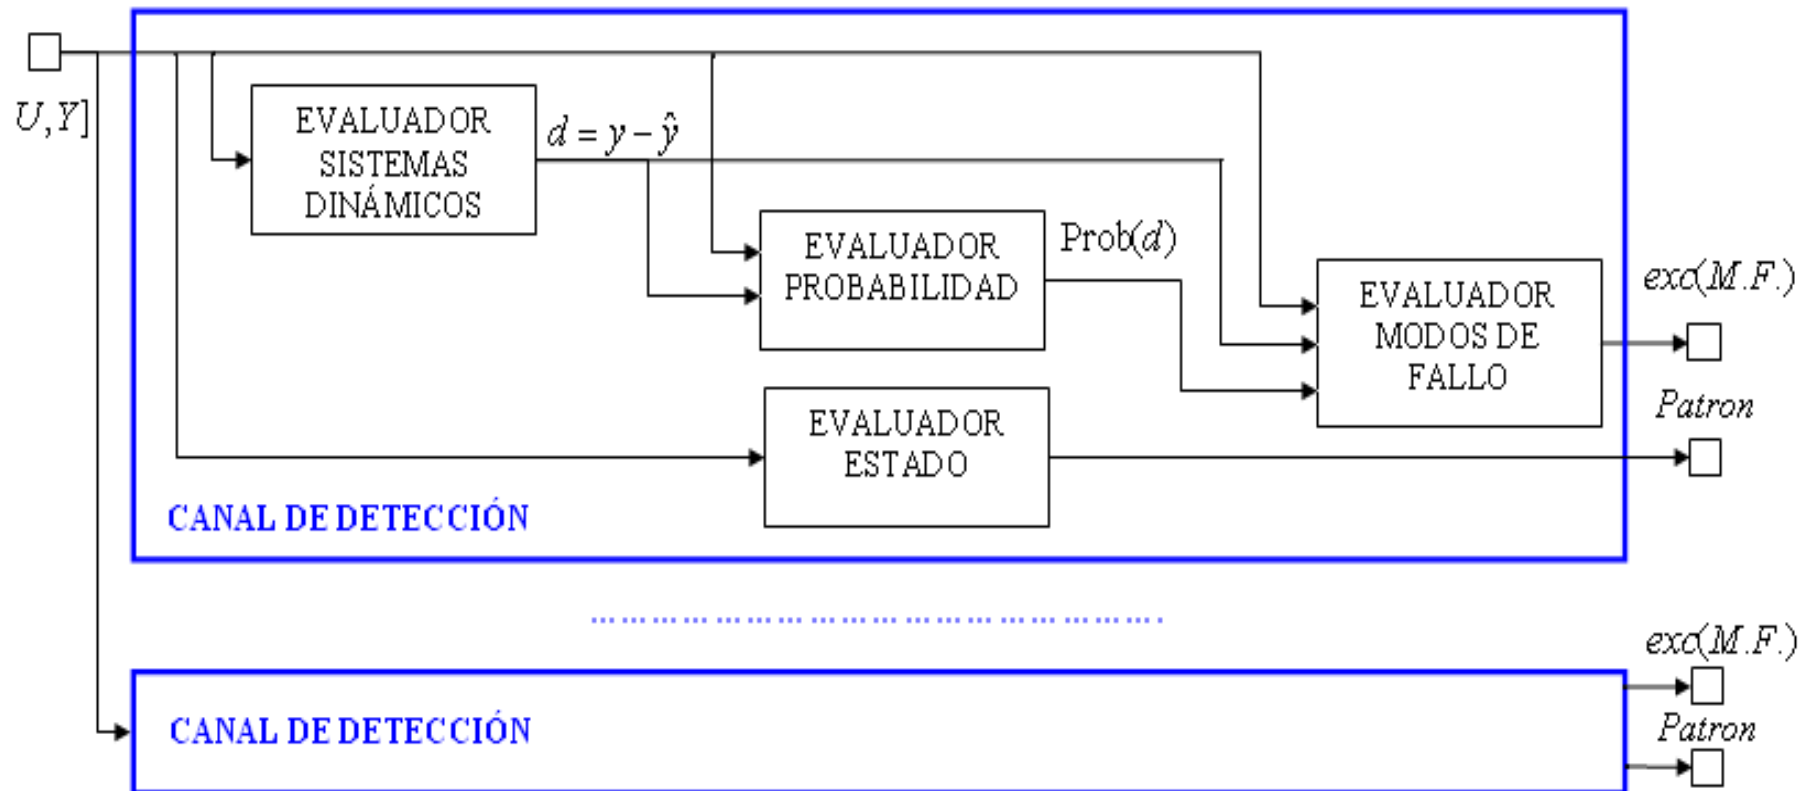 U,Y]
EVALUADOR
SISTEMAS
DINÁMICOS
d = y − ŷ
EVALUADOR
PROBABILIDAD
Prob(d)
EVALUADOR
MODOS DE
FALLO
exc(M.F.)
Patron
EVALUADOR
ESTADO
CANAL DE DETECCIÓN
exc(M.F.)
CANAL DE DETECCIÓN
Patron